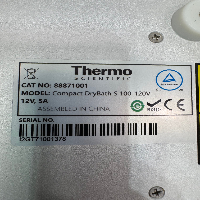 Thermo
SCIENTIFIC
CAT NO: 88871001
MODEL: Compact DryBath S 100-120V
12V, 5A
ASSEMBLED IN CHINA
SERIAL NO.